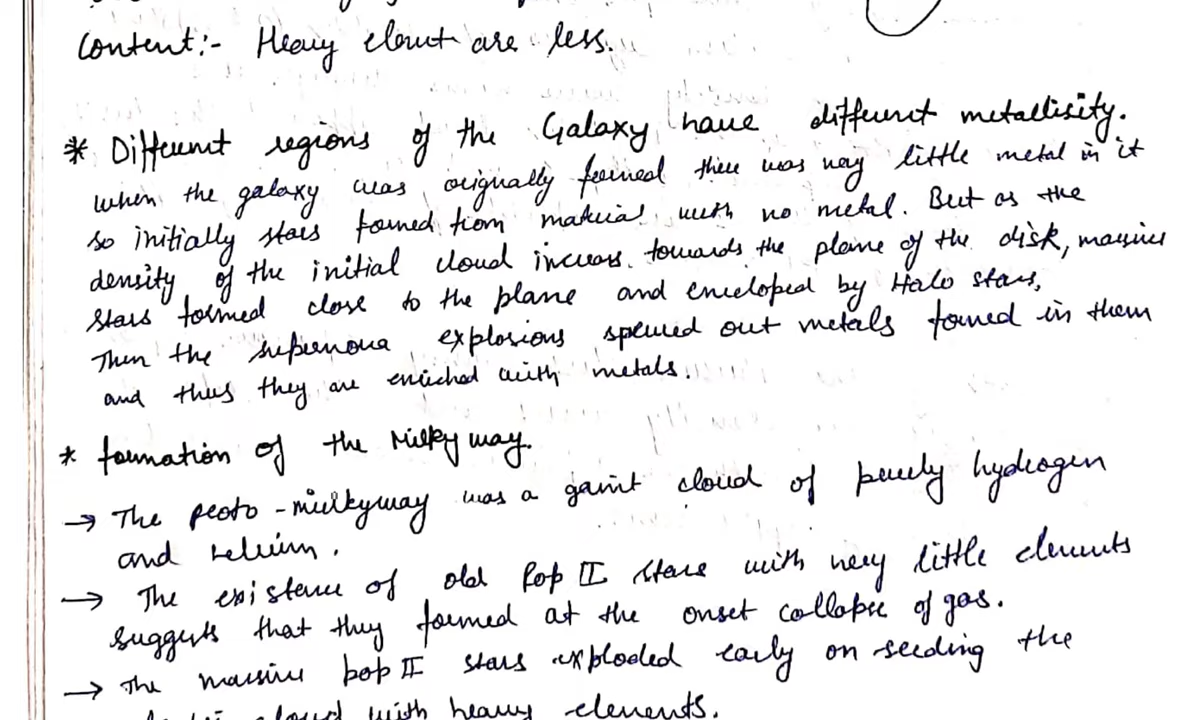 Content:- Heavy elemnt are less.
* Different regions of the Galaxy have different metallisity.
when the galaxy was orignally formed there was very little metal in it
so initially stars formed from material with no metal. But as the
density of the initial cloud increas. towards the plane of the disk, massive
stars formed close to the plane and enveloped by Halo stars,
Then the supernova explosions spewed out metals formed in them
and thus they are enriched with metals.
* formation of the Milky way.
→ The proto-milkyway was a gaint cloud of purely hydrogen
and helium.
→ The existence of old Pop II stars with very little elements
suggests that they formed at the onset collapse of gas.
→ The massive pop II stars exploded early on seeding the
cloud with heavy elements.